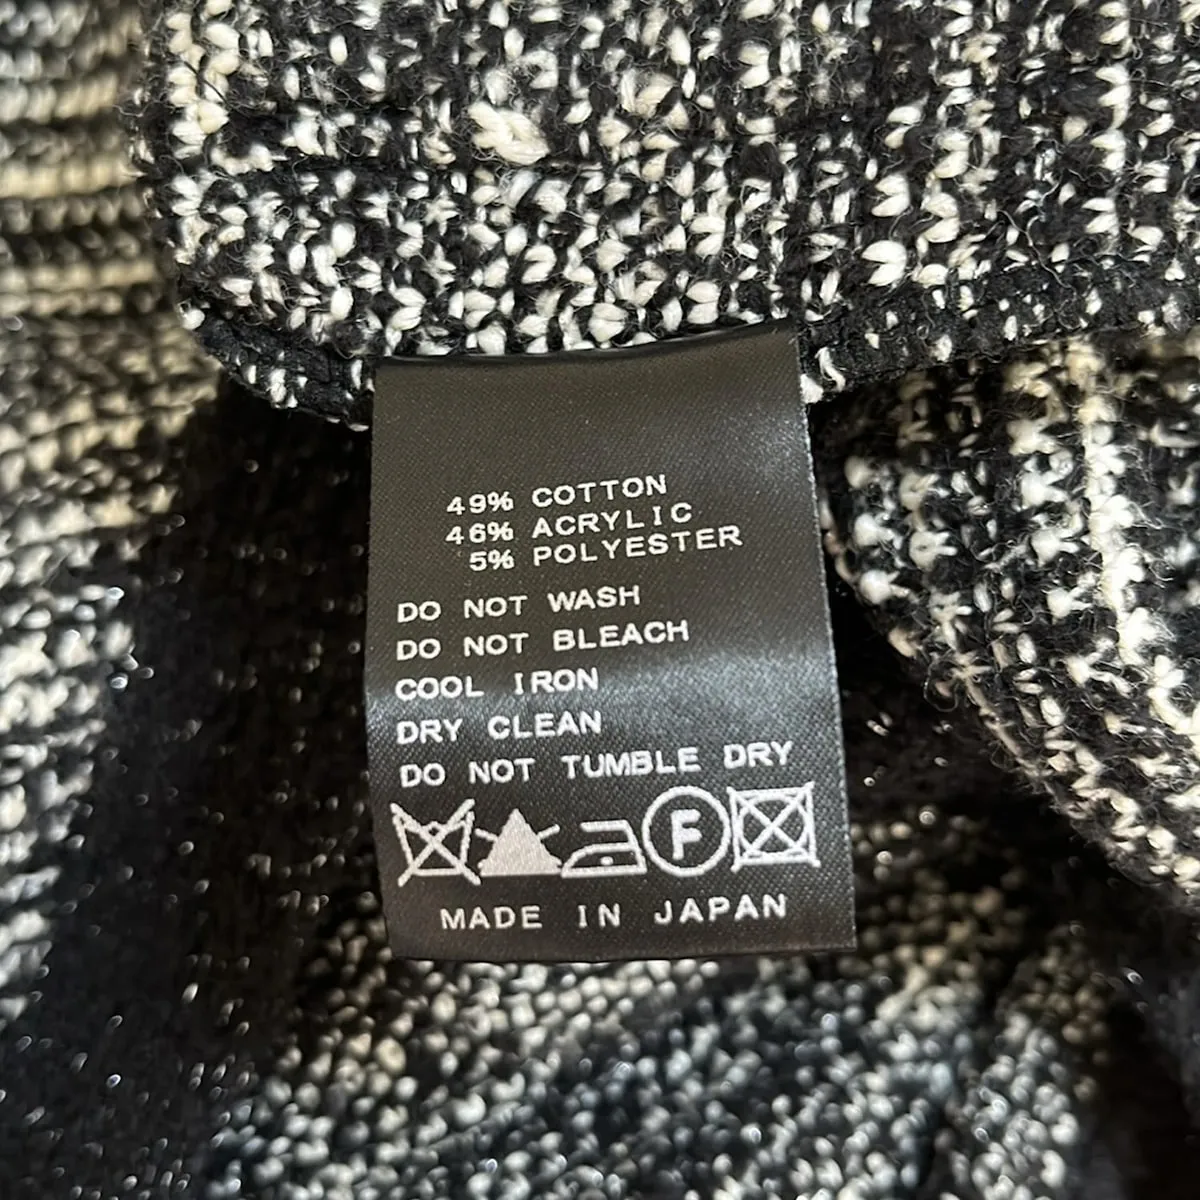 49% COTTON
46% ACRYLIC
5% POLYESTER
DO NOT WASH
DO NOT BLEACH
COOL IRON
DRY CLEAN
DO NOT TUMBLE DRY
F
MADE IN JAPAN